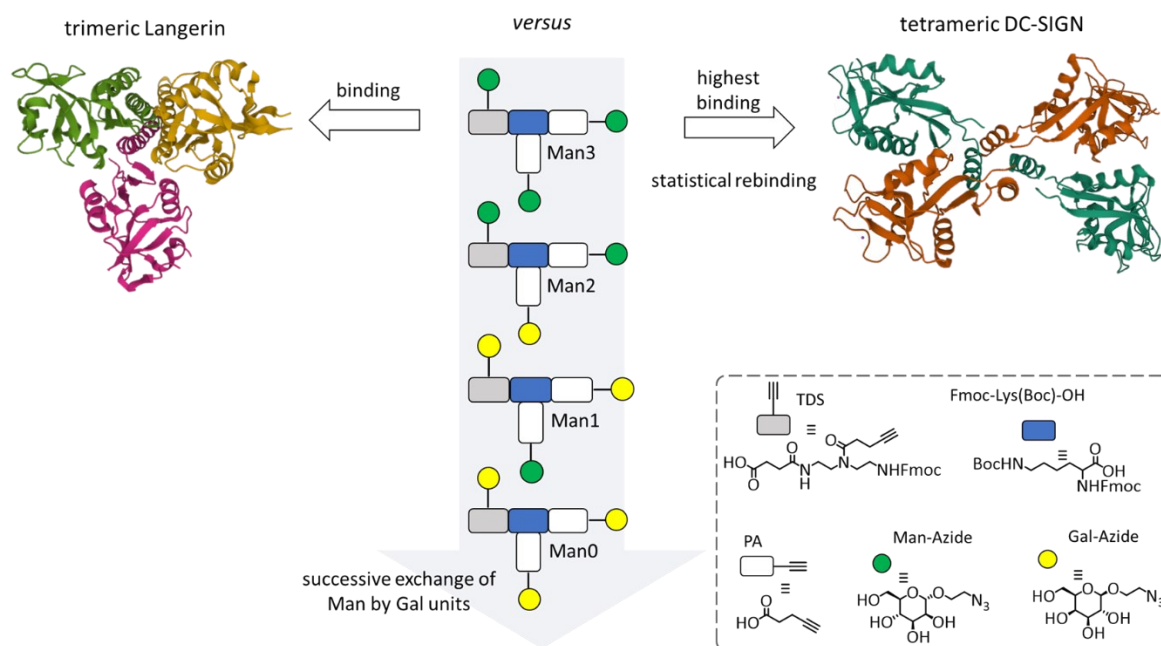 trimeric Langerin
versus
tetrameric DC-SIGN
binding
highest
binding
statistical rebinding
Man3
Man2
Man1
Man0
successive exchange of
Man by Gal units
TDS
Fmoc-Lys(Boc)-OH
HO
O
O
N
H
O
N
NHFmoc
BocHN
O
OH
NHFmoc
PA
Man-Azide
Gal-Azide
O
HO
HO
O
O
N3
HO
OH
OH
HO
O
O
N3
HO
OH
OH